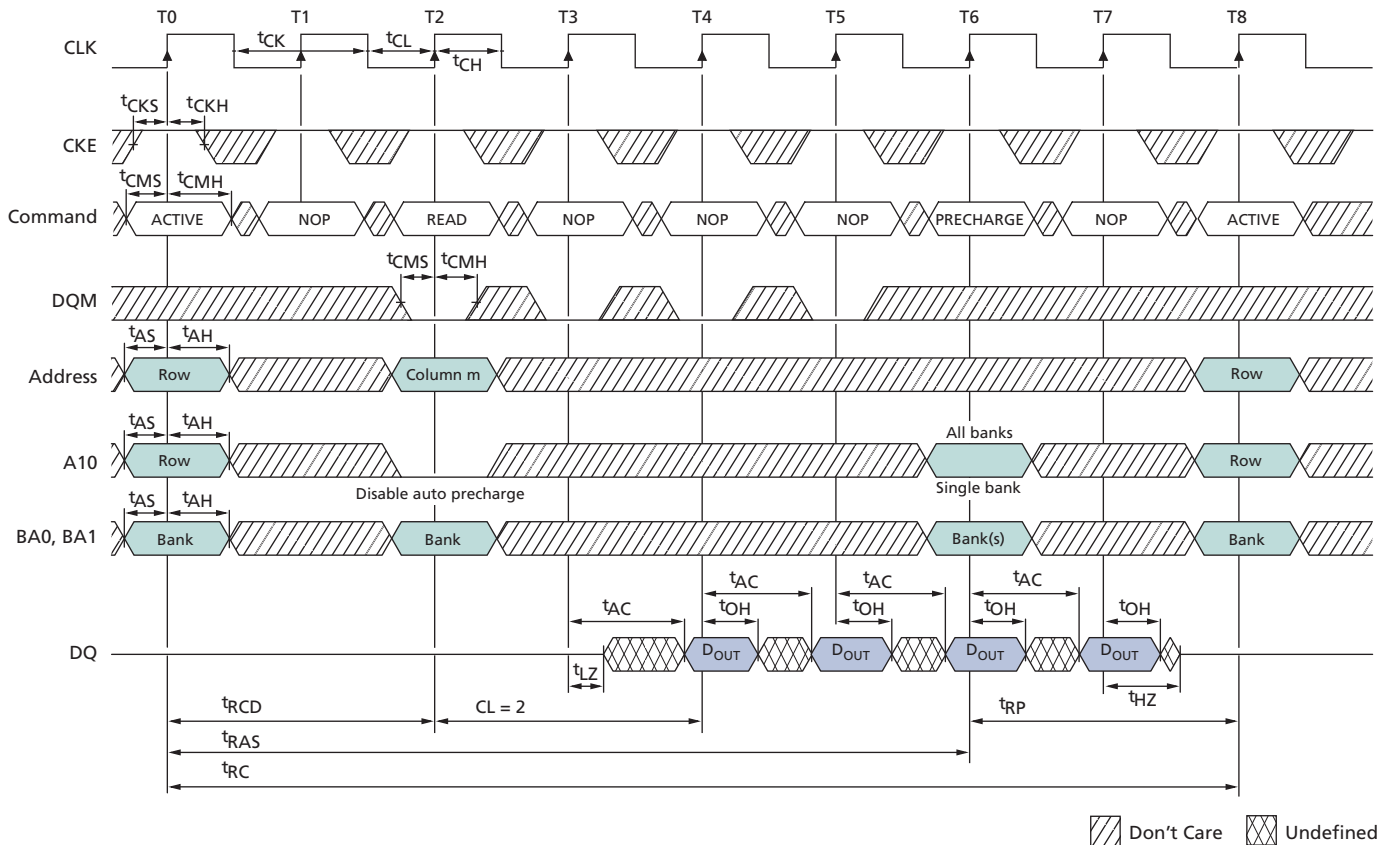 T0 T1 T2 T3 T4 T5 T6 T7 T8
CLK
tCK tCL
tCH
tCKS tCKH
CKE
tCMS tCMH
Command ACTIVE NOP READ NOP NOP NOP PRECHARGE NOP ACTIVE
tCMS tCMH
DQM
tAS tAH
Address Row Column m Row
tAS tAH
All banks
A10 Row Row
Disable auto precharge Single bank
tAS tAH
BA0, BA1 Bank Bank Bank(s) Bank
tAC tAC tAC
tAC tOH tOH tOH tOH
DQ DOUT DOUT DOUT DOUT
tLZ tHZ
tRCD CL = 2 tRP
tRAS
tRC
Don't Care Undefined